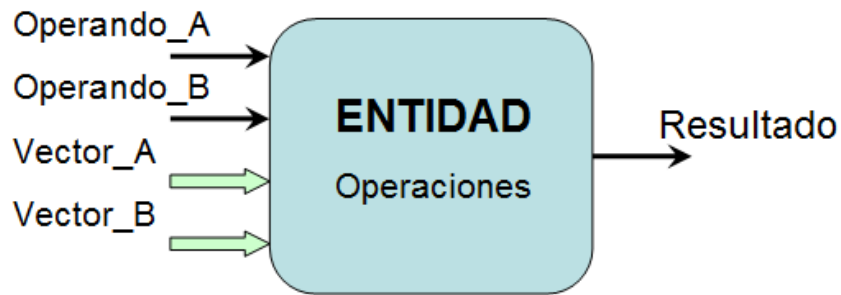 Operando_A
Operando_B
Vector_A
Vector_B
ENTIDAD
Operaciones
Resultado